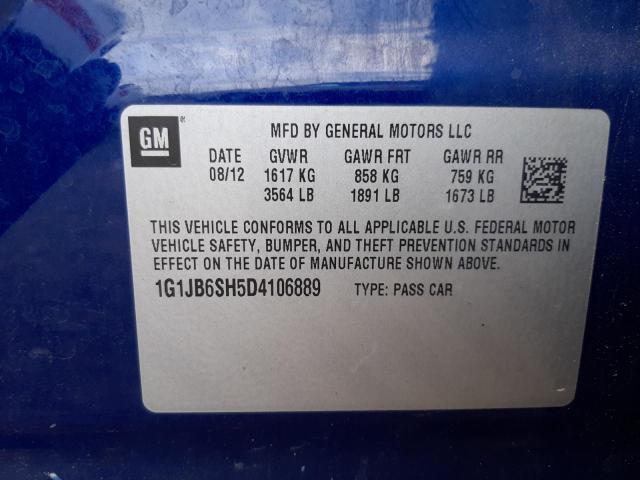 GM
MFD BY GENERAL MOTORS LLC
DATE GVWR GAWR FRT GAWR RR
08/12 1617 KG 858 KG 759 KG
3564 LB 1891 LB 1673 LB
THIS VEHICLE CONFORMS TO ALL APPLICABLE U.S. FEDERAL MOTOR
VEHICLE SAFETY, BUMPER, AND THEFT PREVENTION STANDARDS IN
EFFECT ON THE DATE OF MANUFACTURE SHOWN ABOVE.
1G1JB6SH5D4106889 TYPE: PASS CAR